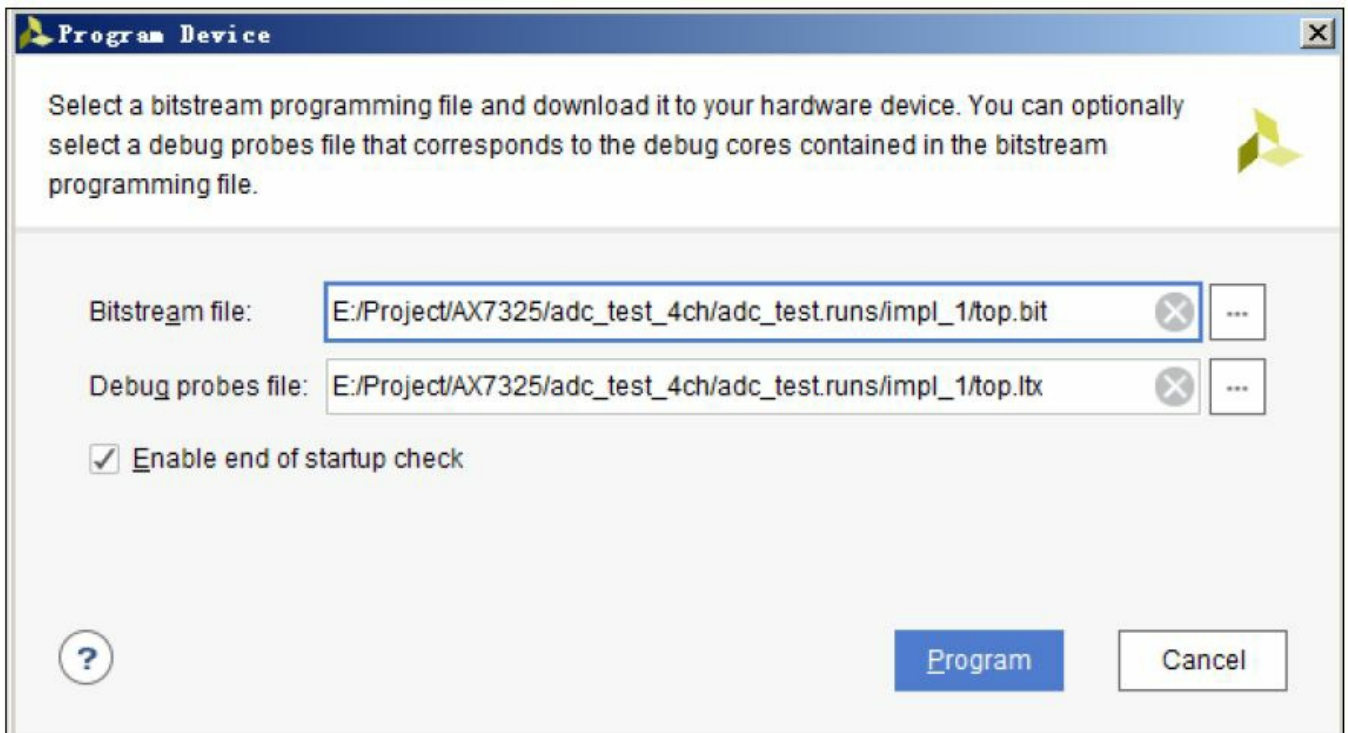 Program Device
Select a bitstream programming file and download it to your hardware device. You can optionally
select a debug probes file that corresponds to the debug cores contained in the bitstream
programming file.
Bitstream file: E:/Project/AX7325/adc_test_4ch/adc_test.runs/impl_1/top.bit ...
Debug probes file: E:/Project/AX7325/adc_test_4ch/adc_test.runs/impl_1/top.ltx ...
Enable end of startup check
? Program Cancel